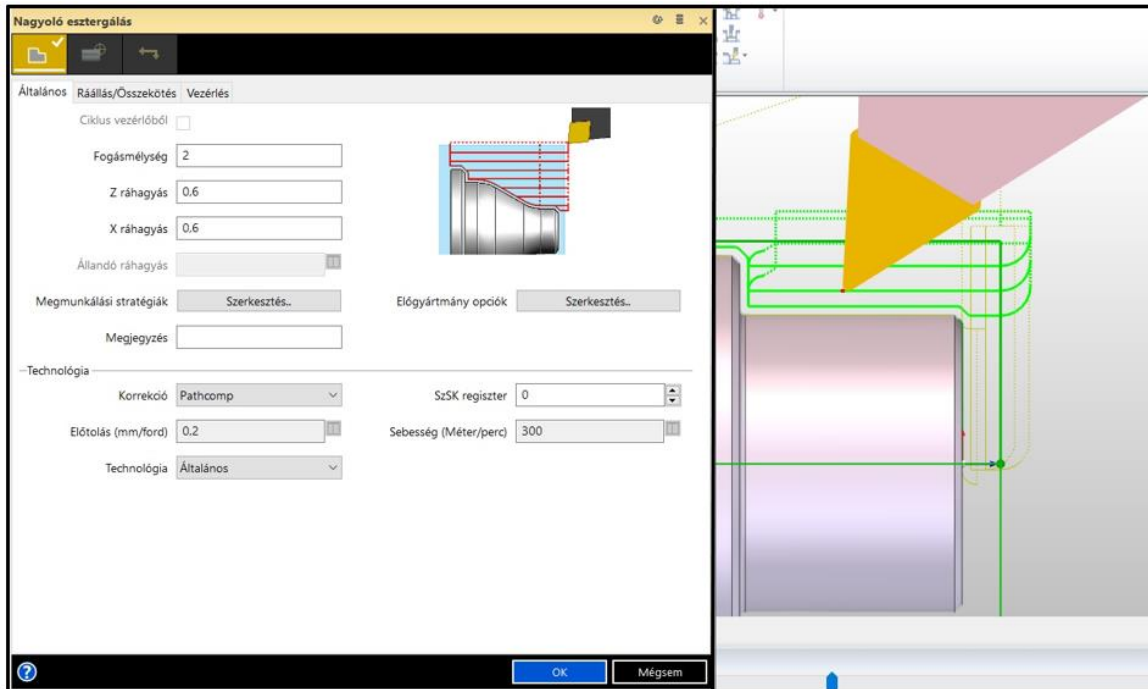 Nagyoló esztergálás
Általános Ráállás/Összekötés Vezérlés
Ciklus vezérlőből
Fogásmélység 2
Z ráhagyás 0,6
X ráhagyás 0,6
Állandó ráhagyás
Megmunkálási stratégiák Szerkesztés.. Előgyártmány opciók Szerkesztés..
Megjegyzés
Technológia
Korrekció Pathcomp SzSK regiszter 0
Előtolás (mm/ford) 0.2 Sebesség (Méter/perc) 300
Technológia Általános
OK Mégsem